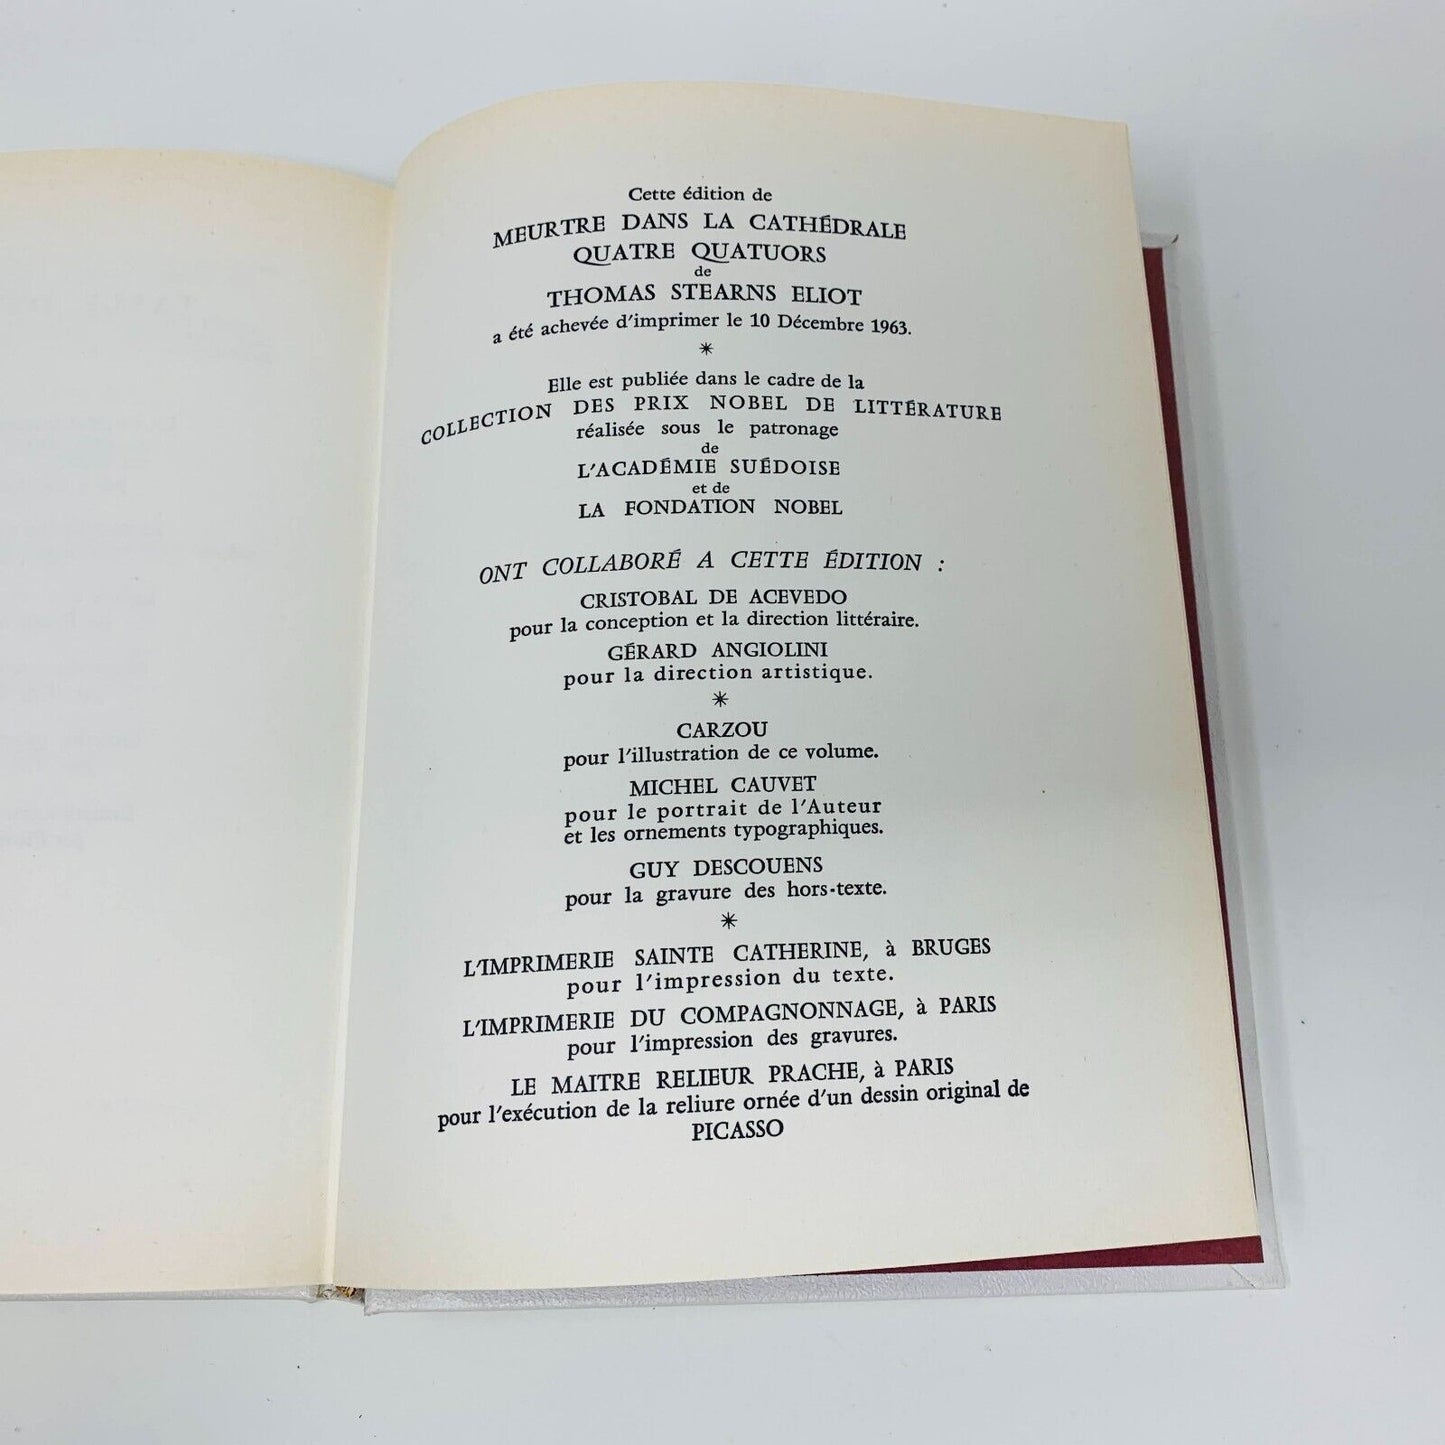 Cette édition de
MEURTRE DANS LA CATHÉDRALE
QUATRE QUATUORS
de
THOMAS STEARNS ELIOT
a été achevée d'imprimer le 10 Décembre 1963.
*
Elle est publiée dans le cadre de la
COLLECTION DES PRIX NOBEL DE LITTÉRATURE
réalisée sous le patronage
de
L'ACADÉMIE SUÉDOISE
et de
LA FONDATION NOBEL
ONT COLLABORÉ A CETTE ÉDITION :
CRISTOBAL DE ACEVEDO
pour la conception et la direction littéraire.
GÉRARD ANGIOLINI
pour la direction artistique.
*
CARZOU
pour l'illustration de ce volume.
MICHEL CAUVET
pour le portrait de l'Auteur
et les ornements typographiques.
GUY DESCOUENS
pour la gravure des hors-texte.
*
L'IMPRIMERIE SAINTE CATHERINE, à BRUGES
pour l'impression du texte.
L'IMPRIMERIE DU COMPAGNONNAGE, à PARIS
pour l'impression des gravures.
LE MAITRE RELIEUR PRACHE, à PARIS
pour l'exécution de la reliure ornée d'un dessin original de
PICASSO